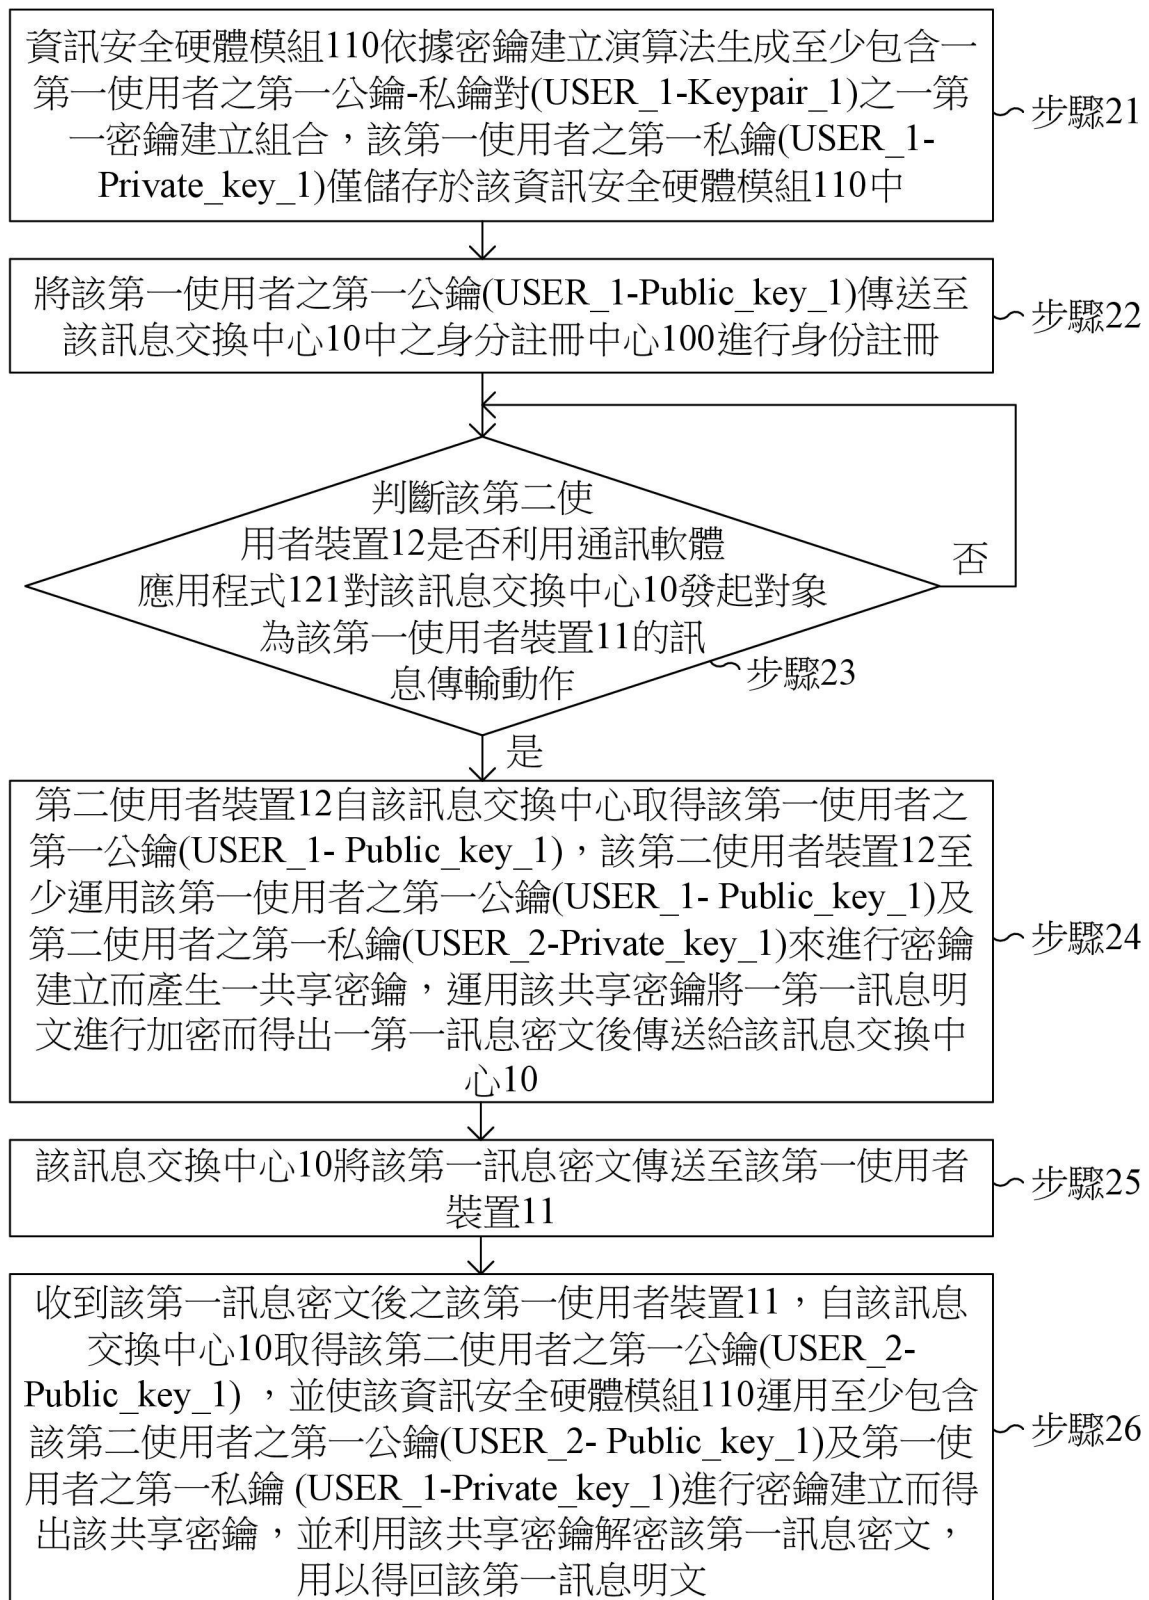 資訊安全硬體模組110依據密鑰建立演算法生成至少包含一
第一使用者之第一公鑰-私鑰對(USER_1-Keypair_1)之一第
一密鑰建立組合，該第一使用者之第一私鑰(USER_1-
Private_key_1)僅儲存於該資訊安全硬體模組110中
步驟21
將該第一使用者之第一公鑰(USER_1-Public_key_1)傳送至
該訊息交換中心10中之身分註冊中心100進行身份註冊
步驟22
判斷該第二使
用者裝置12是否利用通訊軟體
應用程式121對該訊息交換中心10發起對象
為該第一使用者裝置11的訊
息傳輸動作
否
步驟23
是
第二使用者裝置12自該訊息交換中心取得該第一使用者之
第一公鑰(USER_1- Public_key_1)，該第二使用者裝置12至
少運用該第一使用者之第一公鑰(USER_1- Public_key_1)及
第二使用者之第一私鑰(USER_2-Private_key_1)來進行密鑰
建立而產生一共享密鑰，運用該共享密鑰將一第一訊息明
文進行加密而得出一第一訊息密文後傳送給該訊息交換中
心10
步驟24
該訊息交換中心10將該第一訊息密文傳送至該第一使用者
裝置11
步驟25
收到該第一訊息密文後之該第一使用者裝置11，自該訊息
交換中心10取得該第二使用者之第一公鑰(USER_2-
Public_key_1) ，並使該資訊安全硬體模組110運用至少包含
該第二使用者之第一公鑰(USER_2- Public_key_1)及第一使
用者之第一私鑰 (USER_1-Private_key_1)進行密鑰建立而得
出該共享密鑰，並利用該共享密鑰解密該第一訊息密文，
用以得回該第一訊息明文
步驟26